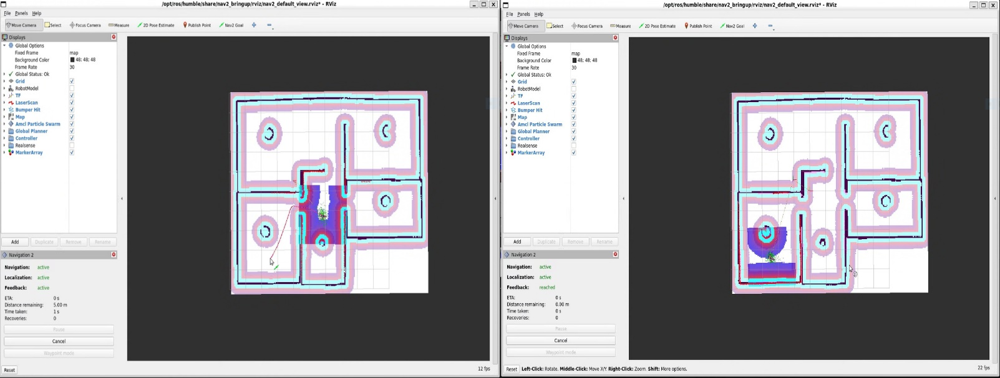 /opt/ros/humble/share/nav2_bringup/rviz/nav2_default_view.rviz* - RViz
File Panels Help
Move Camera Select Focus Camera Measure 2D Pose Estimate Publish Point Nav2 Goal
Displays
Global Options
Fixed Frame map
Background Color 48; 48; 48
Frame Rate 30
Global Status: Ok
Grid
RobotModel
TF
LaserScan
Bumper Hit
Map
Amcl Particle Swarm
Global Planner
Controller
Realsense
MarkerArray
Add Duplicate Remove Rename
Navigation 2
Navigation: active
Localization: active
Feedback: active
ETA: 0 s
Distance remaining: 5.00 m
Time taken: 1 s
Recoveries: 0
Pause
Cancel
Waypoint mode
Reset
12 fps
/opt/ros/humble/share/nav2_bringup/rviz/nav2_default_view.rviz* - RViz
File Panels Help
Move Camera Select Focus Camera Measure 2D Pose Estimate Publish Point Nav2 Goal
Displays
Global Options
Fixed Frame map
Background Color 48; 48; 48
Frame Rate 30
Global Status: Ok
Grid
RobotModel
TF
LaserScan
Bumper Hit
Map
Amcl Particle Swarm
Global Planner
Controller
Realsense
MarkerArray
Add Duplicate Remove Rename
Navigation 2
Navigation: active
Localization: active
Feedback: reached
ETA: 0 s
Distance remaining: 0.00 m
Time taken: 0 s
Recoveries: 0
Pause
Cancel
Waypoint mode
Reset Left-Click: Rotate. Middle-Click: Move X/Y. Right-Click: Zoom. Shift: More options.
22 fps